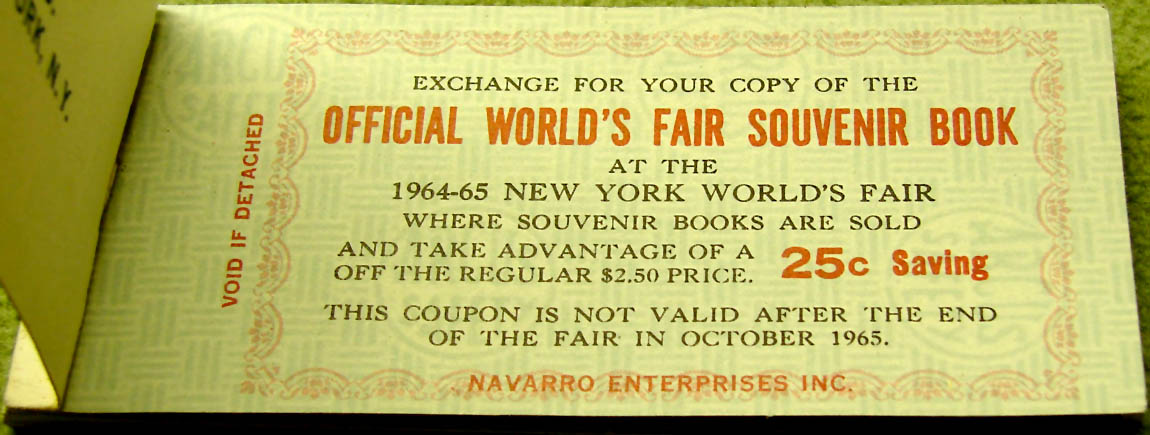 ORK, N.Y.
VOID IF DETACHED
EXCHANGE FOR YOUR COPY OF THE
OFFICIAL WORLD'S FAIR SOUVENIR BOOK
AT THE
1964-65 NEW YORK WORLD'S FAIR
WHERE SOUVENIR BOOKS ARE SOLD
AND TAKE ADVANTAGE OF A
OFF THE REGULAR $2.50 PRICE.
25c Saving
THIS COUPON IS NOT VALID AFTER THE END
OF THE FAIR IN OCTOBER 1965.
NAVARRO ENTERPRISES INC.